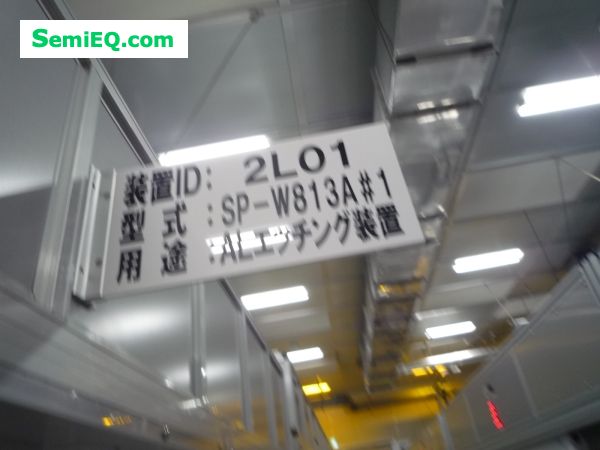 SemiEQ.com
装置ID: 2L01
型式:SP-W813A#1
用途:ALエッチング装置